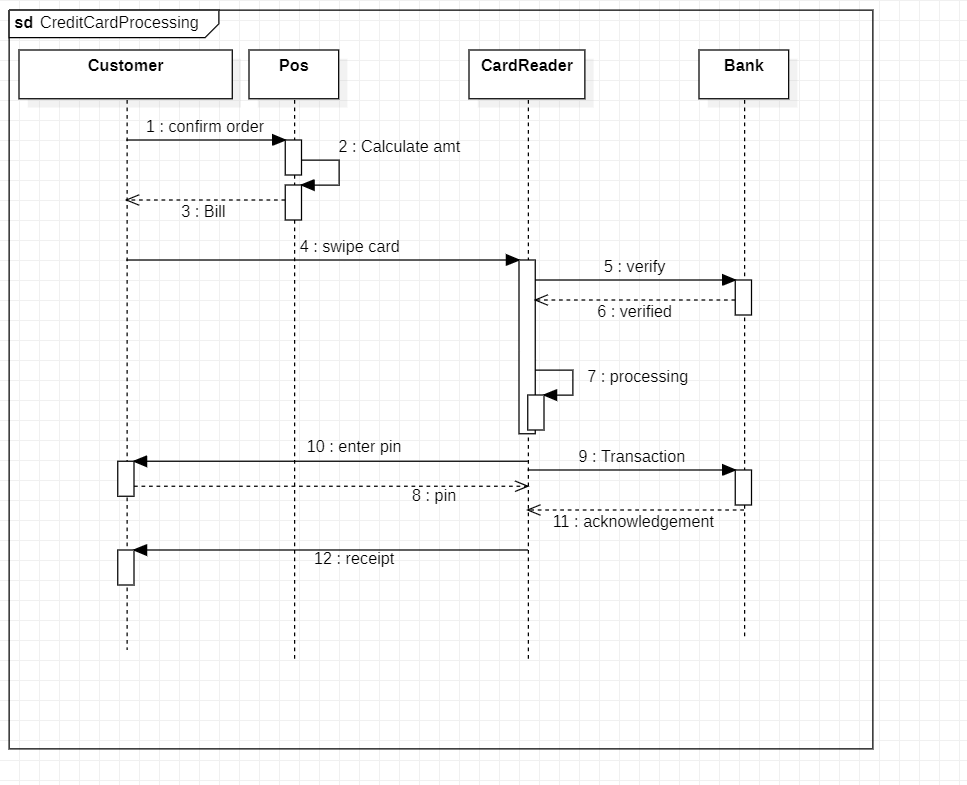 sd CreditCardProcessing
Customer
Pos
CardReader
Bank
1 : confirm order
2 : Calculate amt
3 : Bill
4 : swipe card
5 : verify
6 : verified
7 : processing
10 : enter pin
9 : Transaction
8 : pin
11 : acknowledgement
12 : receipt